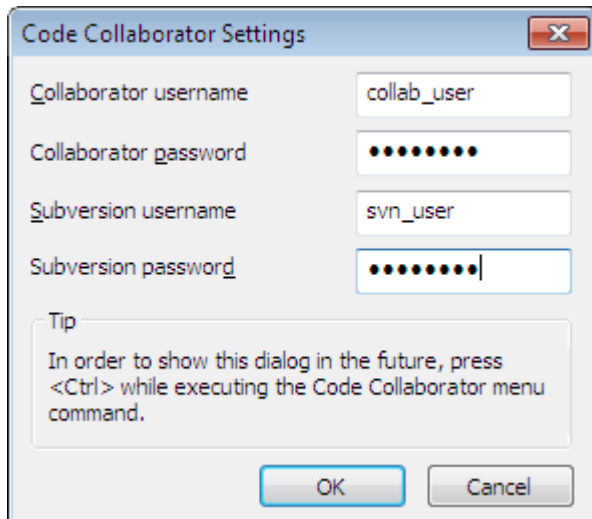 Code Collaborator Settings
Collaborator username collab_user
Collaborator password ●●●●●●●●
Subversion username svn_user
Subversion password ●●●●●●●●
Tip
In order to show this dialog in the future, press
<Ctrl> while executing the Code Collaborator menu
command.
OK Cancel